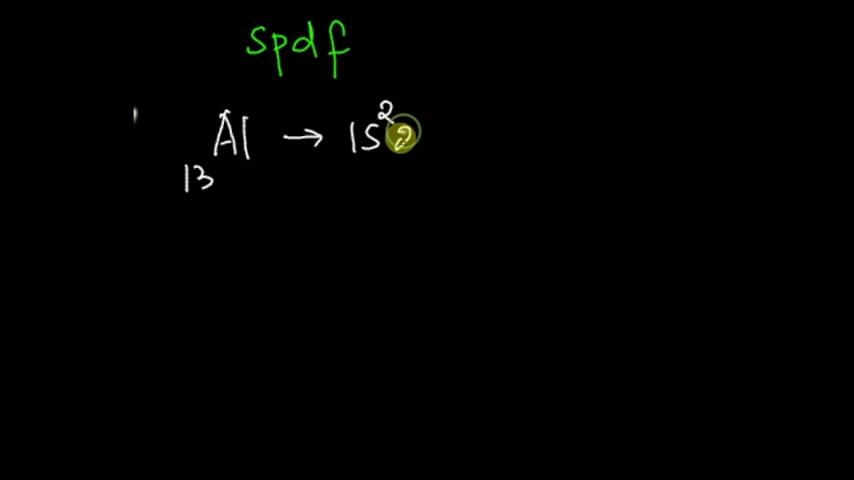 spdf
₁₃Al → 1s² 2